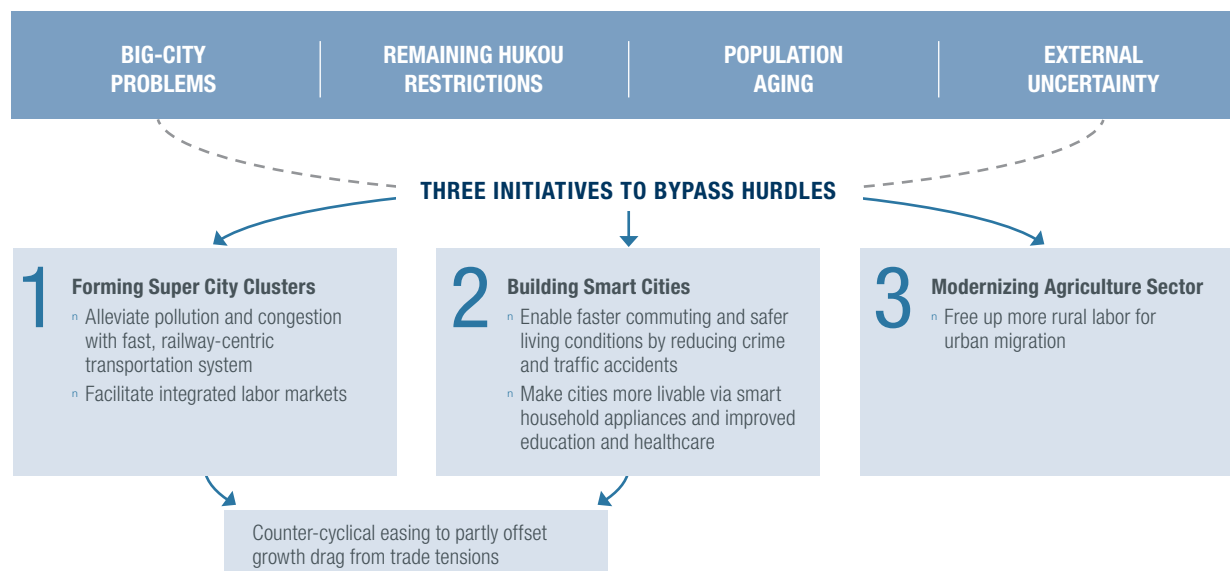 BIG-CITY
PROBLEMS
REMAINING HUKOU
RESTRICTIONS
POPULATION
AGING
EXTERNAL
UNCERTAINTY
THREE INITIATIVES TO BYPASS HURDLES
1
Forming Super City Clusters
n Alleviate pollution and congestion
with fast, railway-centric
transportation system
n Facilitate integrated labor markets
2
Building Smart Cities
n Enable faster commuting and safer
living conditions by reducing crime
and traffic accidents
n Make cities more livable via smart
household appliances and improved
education and healthcare
3
Modernizing Agriculture Sector
n Free up more rural labor for
urban migration
Counter-cyclical easing to partly offset
growth drag from trade tensions